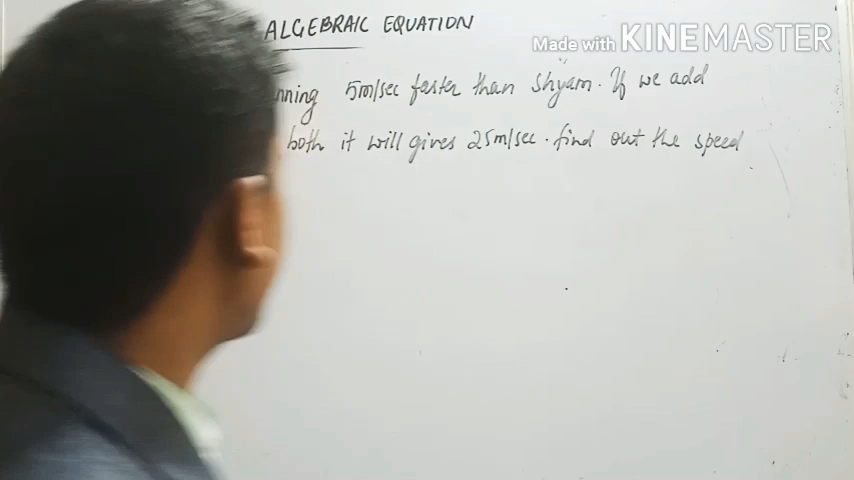 ALGEBRAIC EQUATION
Made with KINEMASTER
nning 5m/sec faster than Shyam. If we add
both it will gives 25m/sec. find out the speed